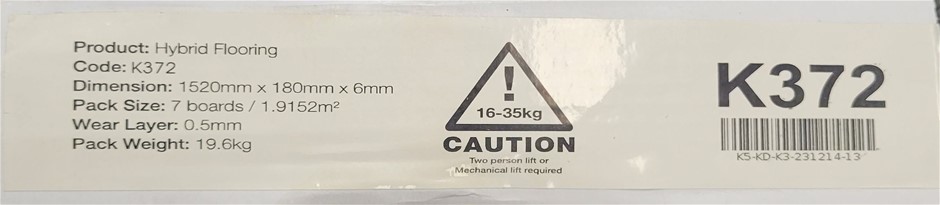 Product: Hybrid Flooring
Code: K372
Dimension: 1520mm x 180mm x 6mm
Pack Size: 7 boards / 1.9152m²
Wear Layer: 0.5mm
Pack Weight: 19.6kg
!
16-35kg
CAUTION
Two person lift or
Mechanical lift required
K372
K5-KD-K3-231214-13